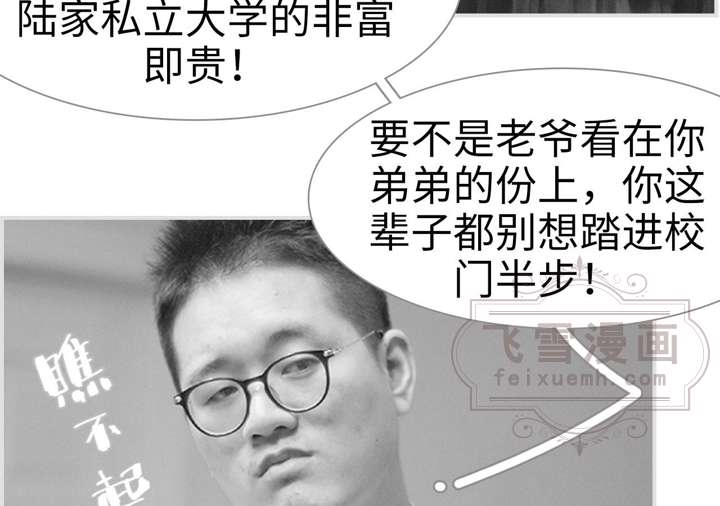 陆家私立大学的非富
即贵！
要不是老爷看在你
弟弟的份上，你这
辈子都别想踏进校
门半步！
飞雪漫画
feixuemh.com
瞧
不
起